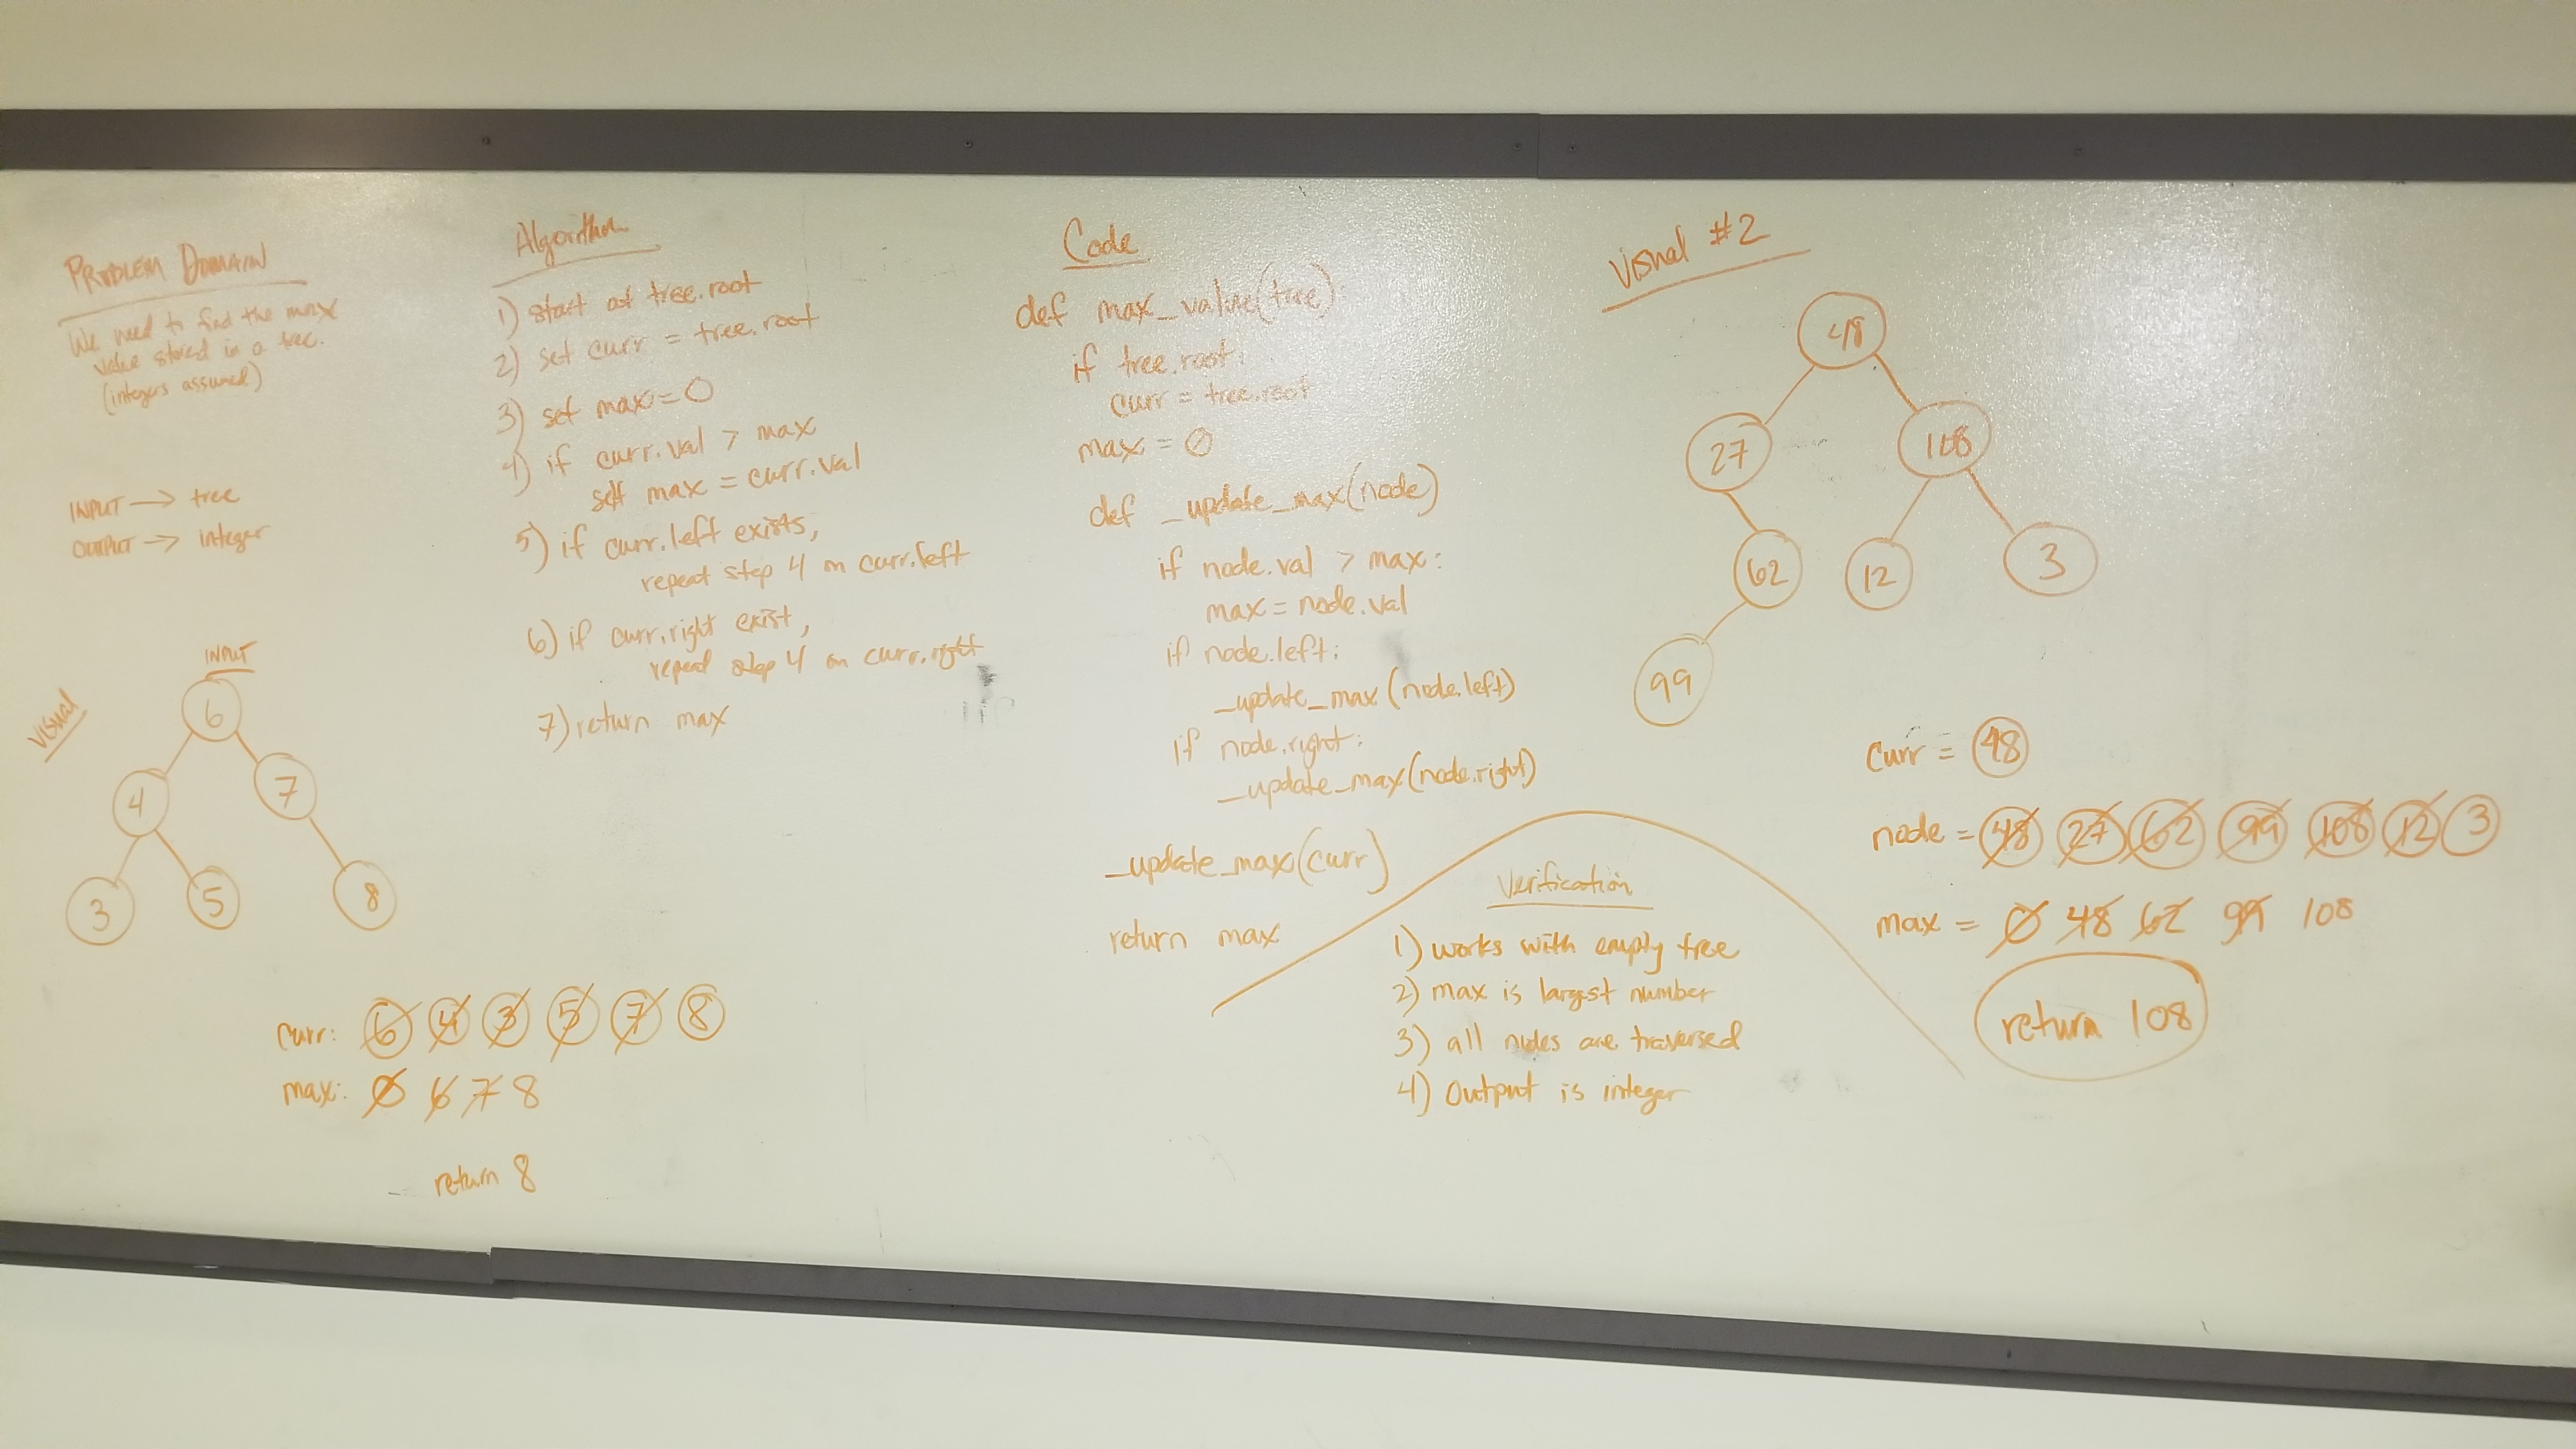 PROBLEM DOMAIN
We need to find the max
value stored in a tree.
(integers assumed)
INPUT → tree
OUTPUT → integer
Visual
INPUT
6
4
7
3
5
8
curr: 6 4 3 5 7 8
max: 0 6 7 8
return 8
Algorithm
1) start at tree.root
2) set curr = tree.root
3) set max = 0
4) if curr.val > max
set max = curr.val
5) if curr.left exists,
repeat step 4 on curr.left
6) if curr.right exist,
repeat step 4 on curr.right
7) return max
Code
def max_value(tree):
if tree.root:
curr = tree.root
max = 0
def _update_max(node)
if node.val > max:
max = node.val
if node.left:
_update_max(node.left)
if node.right:
_update_max(node.right)
_update_max(curr)
return max
Verification
1) works with empty tree
2) max is largest number
3) all nodes are traversed
4) Output is integer
Visual #2
48
27
108
62
12
3
99
curr = 48
node = 48 27 62 99 108 12 3
max = 0 48 62 99 108
return 108